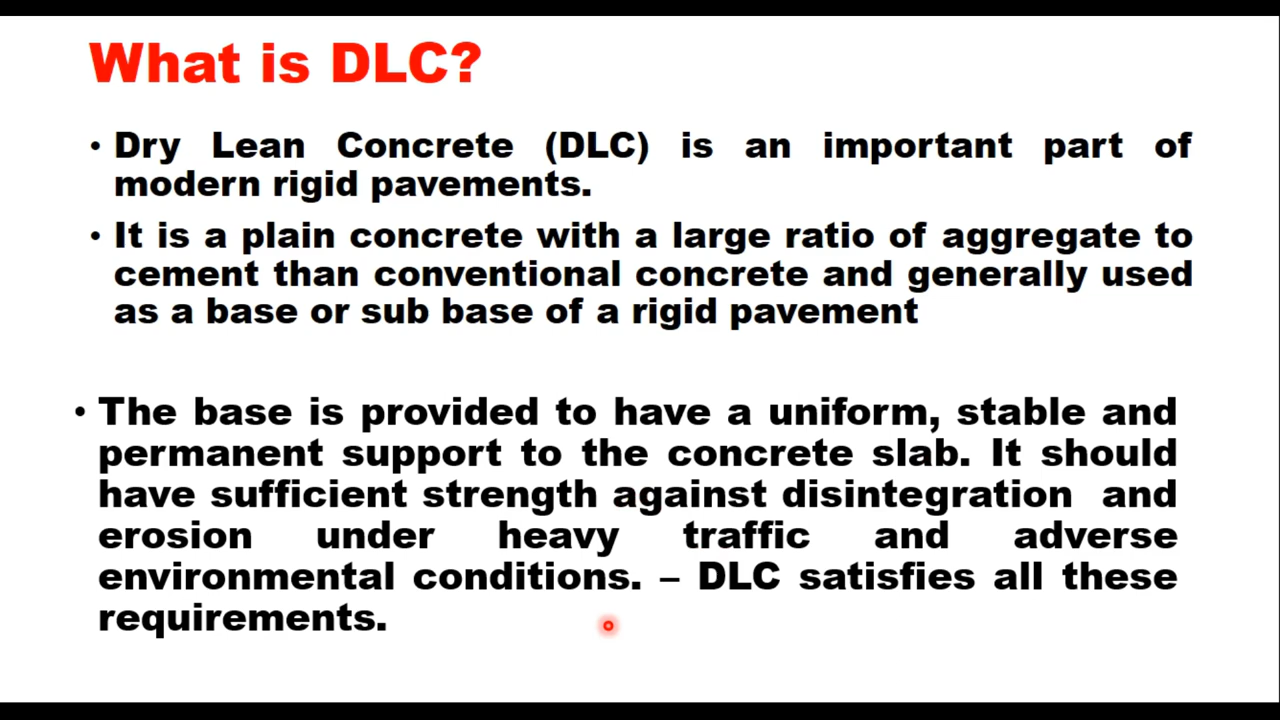 What is DLC?
• Dry Lean Concrete (DLC) is an important part of
modern rigid pavements.
• It is a plain concrete with a large ratio of aggregate to
cement than conventional concrete and generally used
as a base or sub base of a rigid pavement
• The base is provided to have a uniform, stable and
permanent support to the concrete slab. It should
have sufficient strength against disintegration and
erosion under heavy traffic and adverse
environmental conditions. – DLC satisfies all these
requirements.